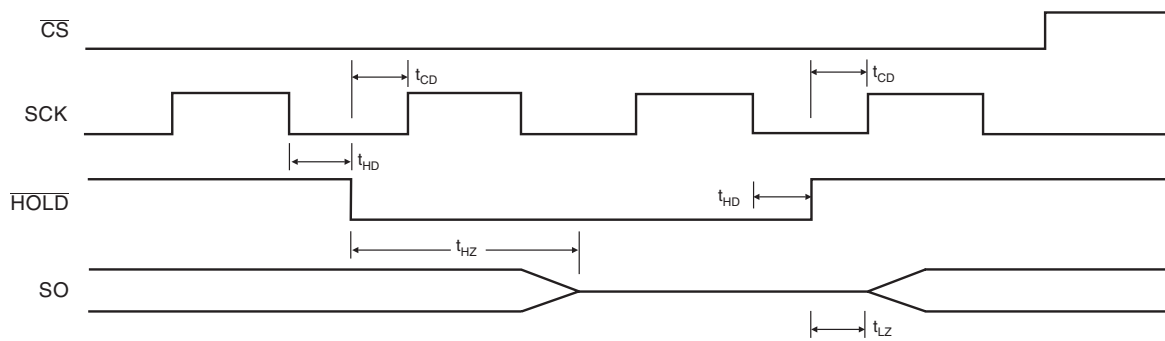 CS
t_CD t_CD
SCK
t_HD
HOLD
t_HD
t_HZ
SO
t_LZ